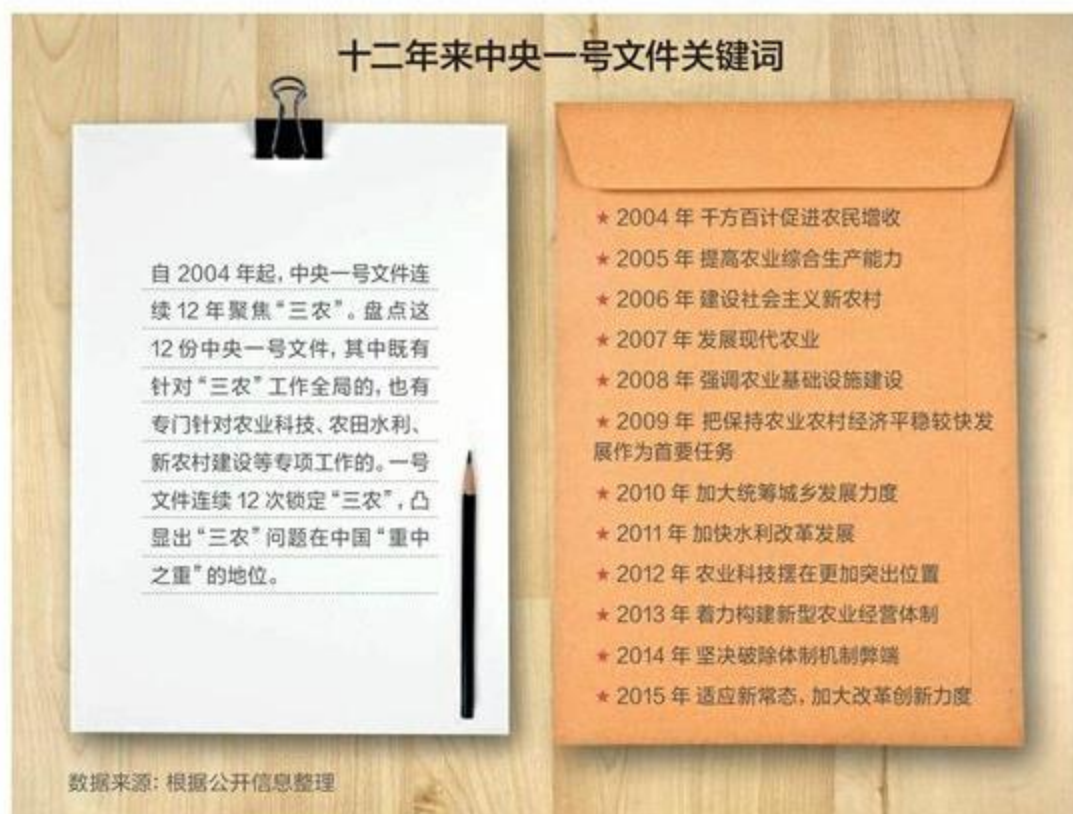 十二年来中央一号文件关键词
自 2004 年起，中央一号文件连
续 12 年聚焦“三农”。盘点这
12 份中央一号文件，其中既有
针对“三农”工作全局的，也有
专门针对农业科技、农田水利、
新农村建设等专项工作的。一号
文件连续 12 次锁定“三农”，凸
显出“三农”问题在中国“重中
之重”的地位。
★ 2004 年 千方百计促进农民增收
★ 2005 年 提高农业综合生产能力
★ 2006 年 建设社会主义新农村
★ 2007 年 发展现代农业
★ 2008 年 强调农业基础设施建设
★ 2009 年 把保持农业农村经济平稳较快发
展作为首要任务
★ 2010 年 加大统筹城乡发展力度
★ 2011 年 加快水利改革发展
★ 2012 年 农业科技摆在更加突出位置
★ 2013 年 着力构建新型农业经营体制
★ 2014 年 坚决破除体制机制弊端
★ 2015 年 适应新常态，加大改革创新力度
数据来源：根据公开信息整理